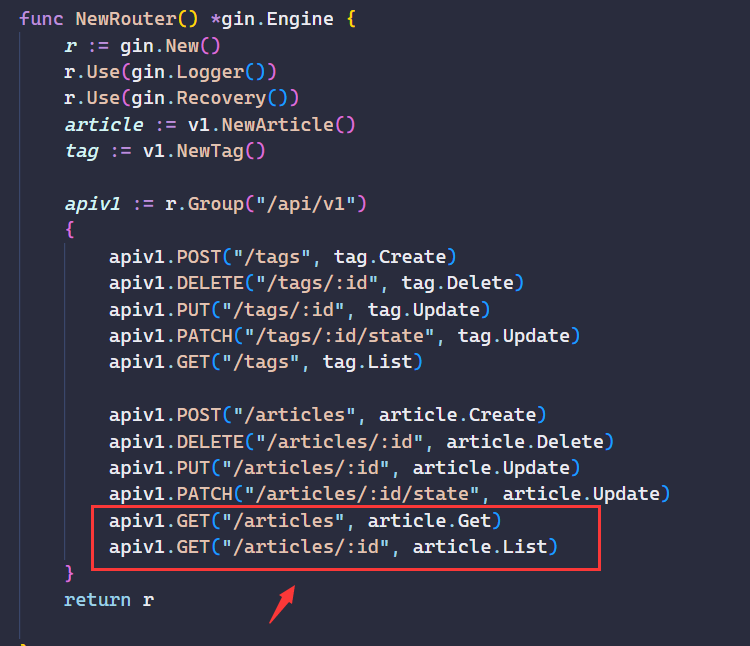 func NewRouter() *gin.Engine {
r := gin.New()
r.Use(gin.Logger())
r.Use(gin.Recovery())
article := v1.NewArticle()
tag := v1.NewTag()
apiv1 := r.Group("/api/v1")
{
apiv1.POST("/tags", tag.Create)
apiv1.DELETE("/tags/:id", tag.Delete)
apiv1.PUT("/tags/:id", tag.Update)
apiv1.PATCH("/tags/:id/state", tag.Update)
apiv1.GET("/tags", tag.List)
apiv1.POST("/articles", article.Create)
apiv1.DELETE("/articles/:id", article.Delete)
apiv1.PUT("/articles/:id", article.Update)
apiv1.PATCH("/articles/:id/state", article.Update)
apiv1.GET("/articles", article.Get)
apiv1.GET("/articles/:id", article.List)
}
return r